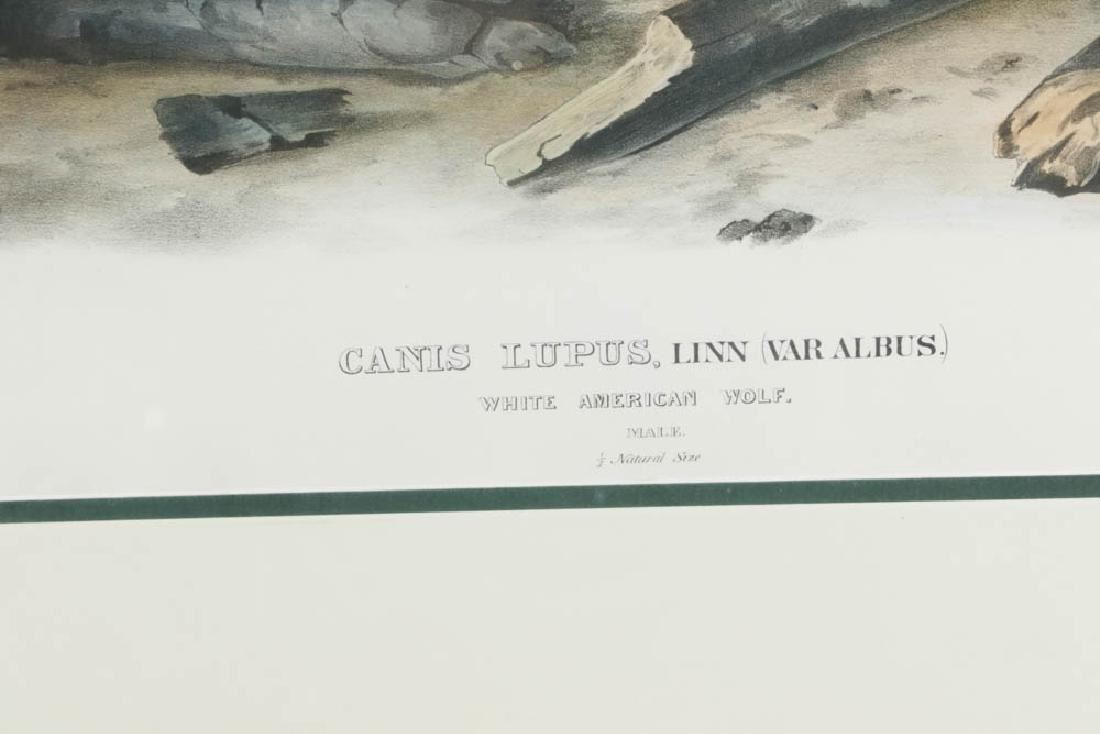 CANIS LUPUS, LINN (VAR ALBUS.)
WHITE AMERICAN WOLF.
MALE.
½ Natural Size